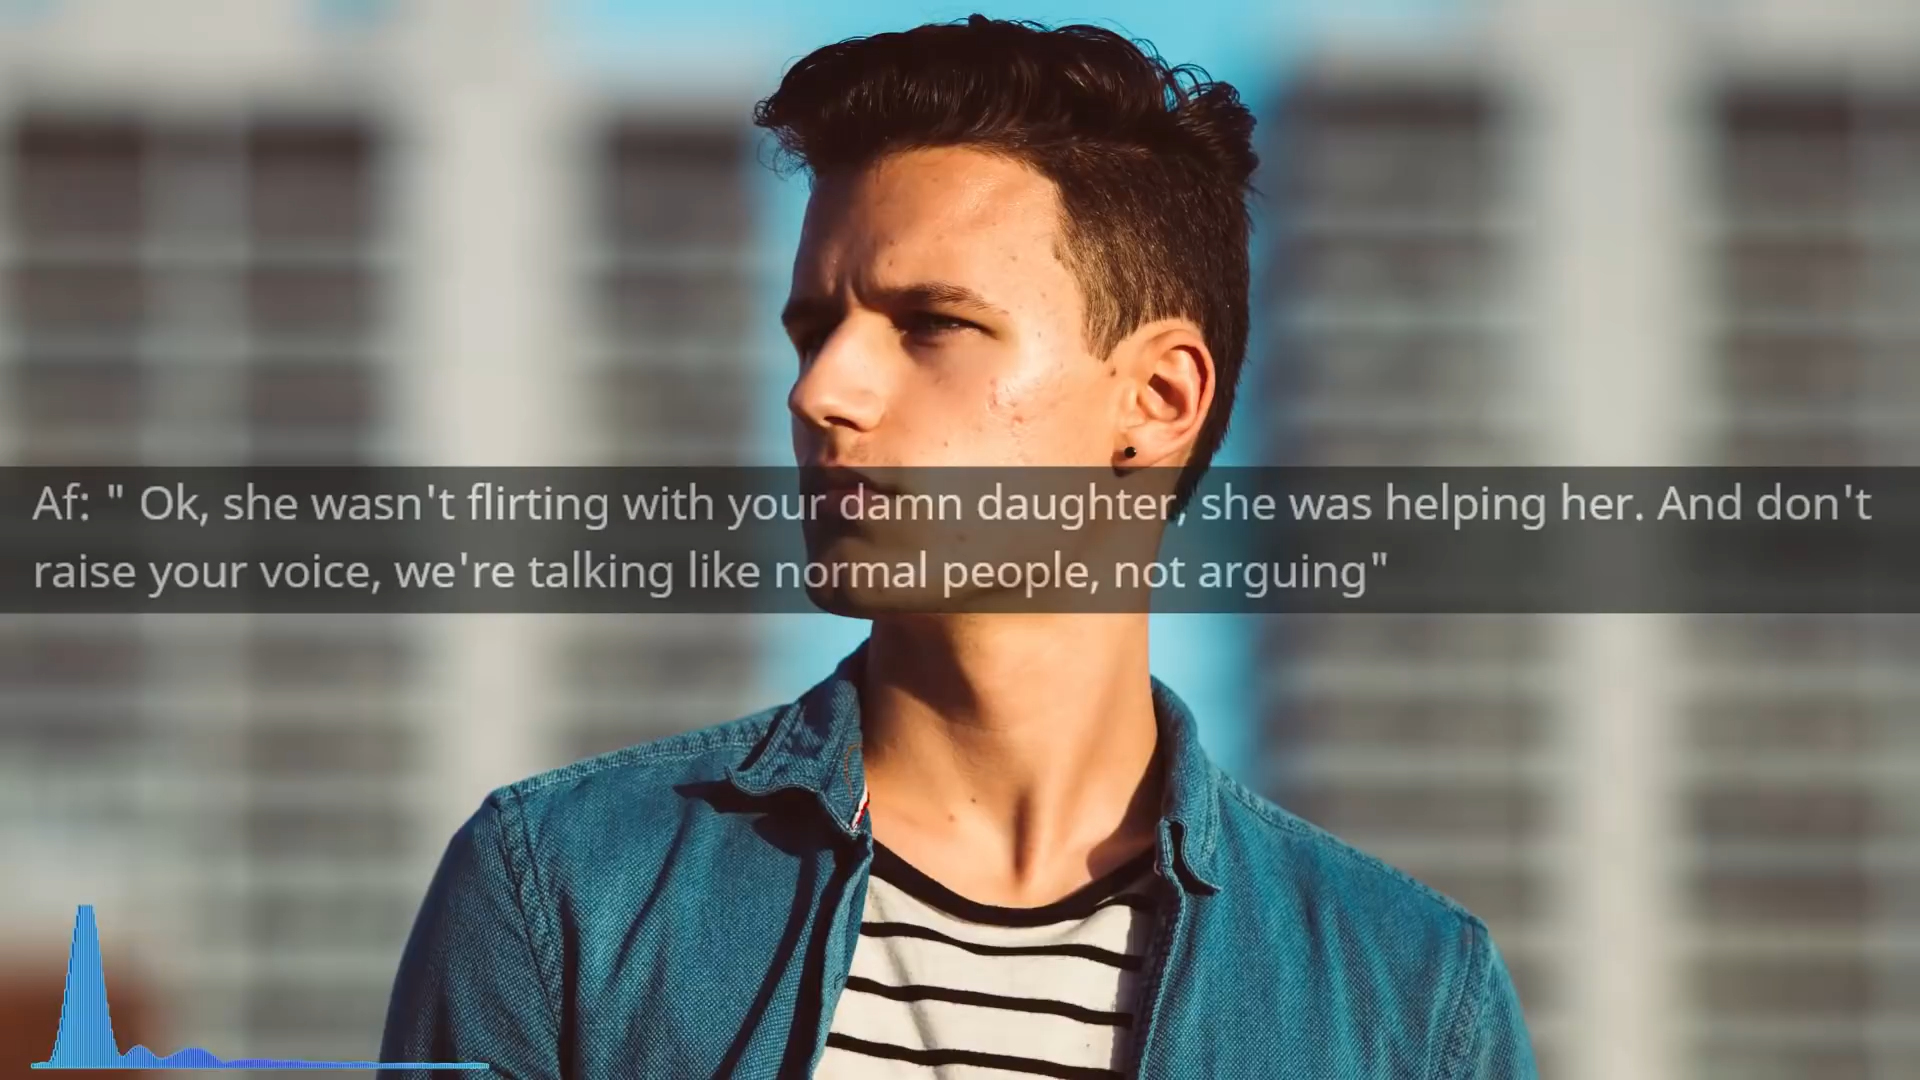 Af: " Ok, she wasn't flirting with your damn daughter, she was helping her. And don't
raise your voice, we're talking like normal people, not arguing"